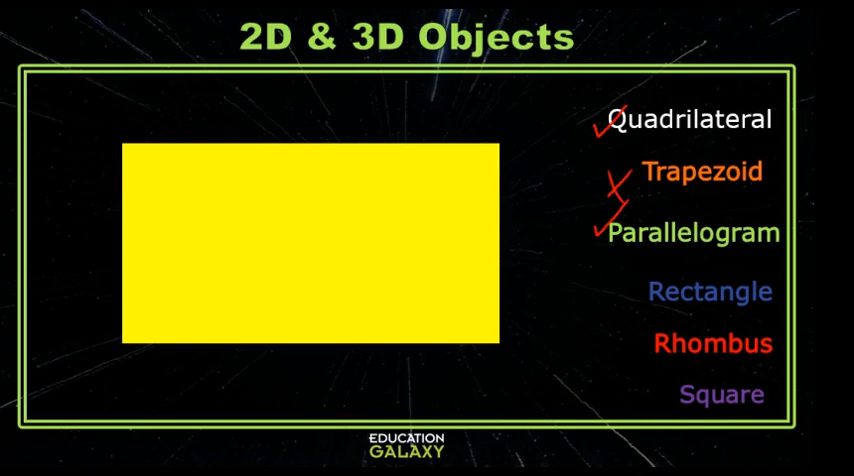 2D & 3D Objects
Quadrilateral
Trapezoid
Parallelogram
Rectangle
Rhombus
Square
EDUCATION
GALAXY